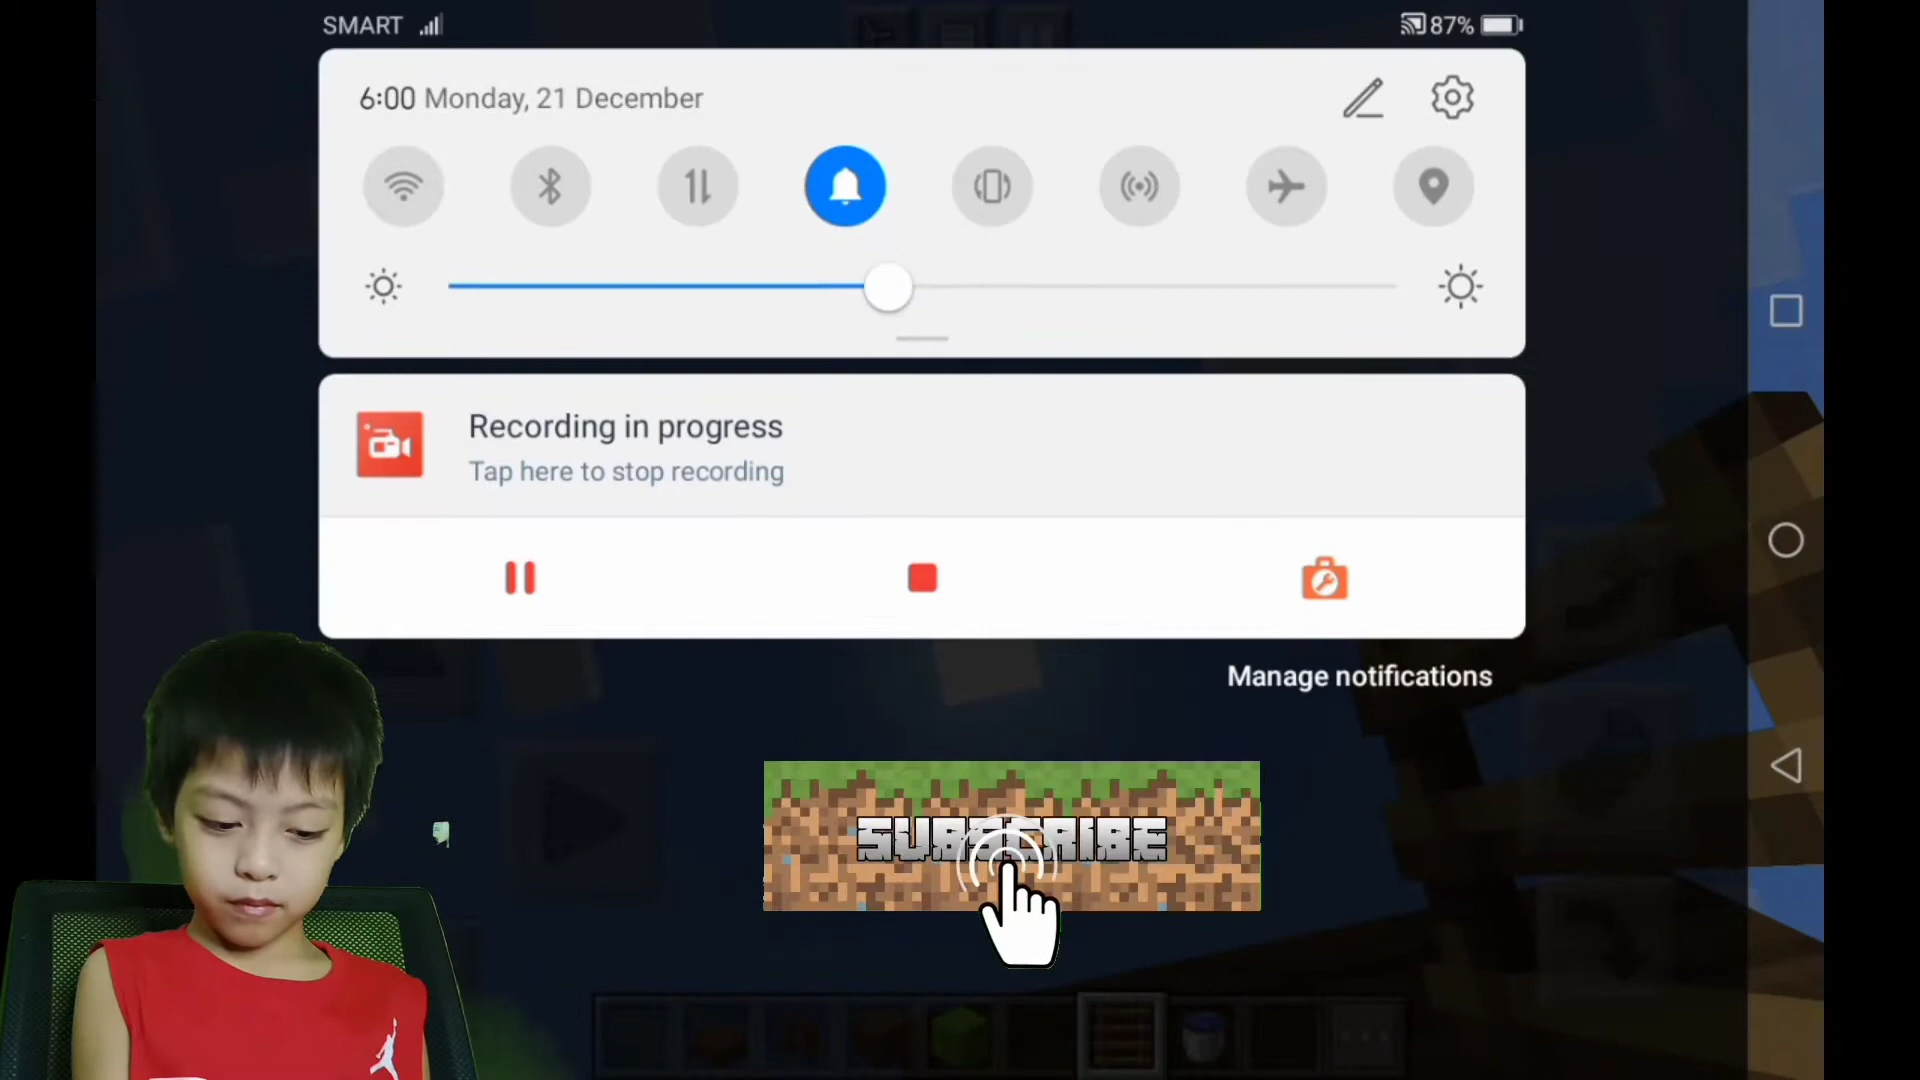 SMART
87%
6:00 Monday, 21 December
Recording in progress
Tap here to stop recording
Manage notifications
SUBSCRIBE